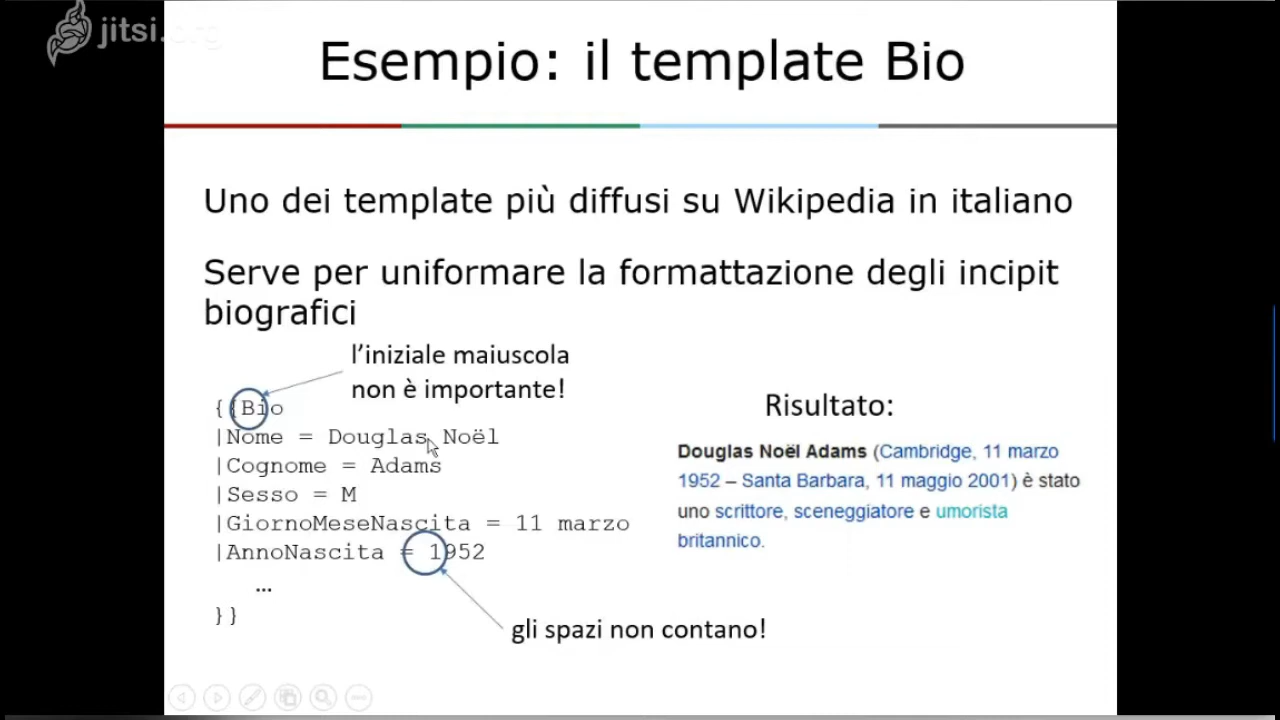 jitsi.org
Esempio: il template Bio
Uno dei template più diffusi su Wikipedia in italiano
Serve per uniformare la formattazione degli incipit
biografici
l'iniziale maiuscola
non è importante!
{{Bio
|Nome = Douglas Noël
|Cognome = Adams
|Sesso = M
|GiornoMeseNascita = 11 marzo
|AnnoNascita = 1952
...
}}
gli spazi non contano!
Risultato:
Douglas Noël Adams (Cambridge, 11 marzo
1952 – Santa Barbara, 11 maggio 2001) è stato
uno scrittore, sceneggiatore e umorista
britannico.